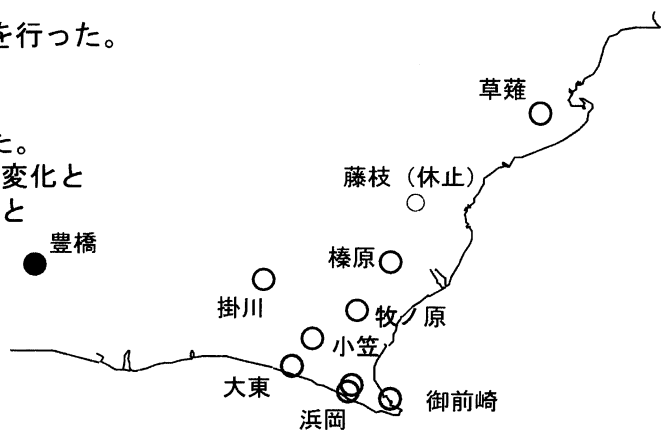 を行った。
た。
変化と
と
草薙
藤枝（休止）
豊橋
榛原
掛川
牧ノ原
小笠
大東
浜岡
御前崎